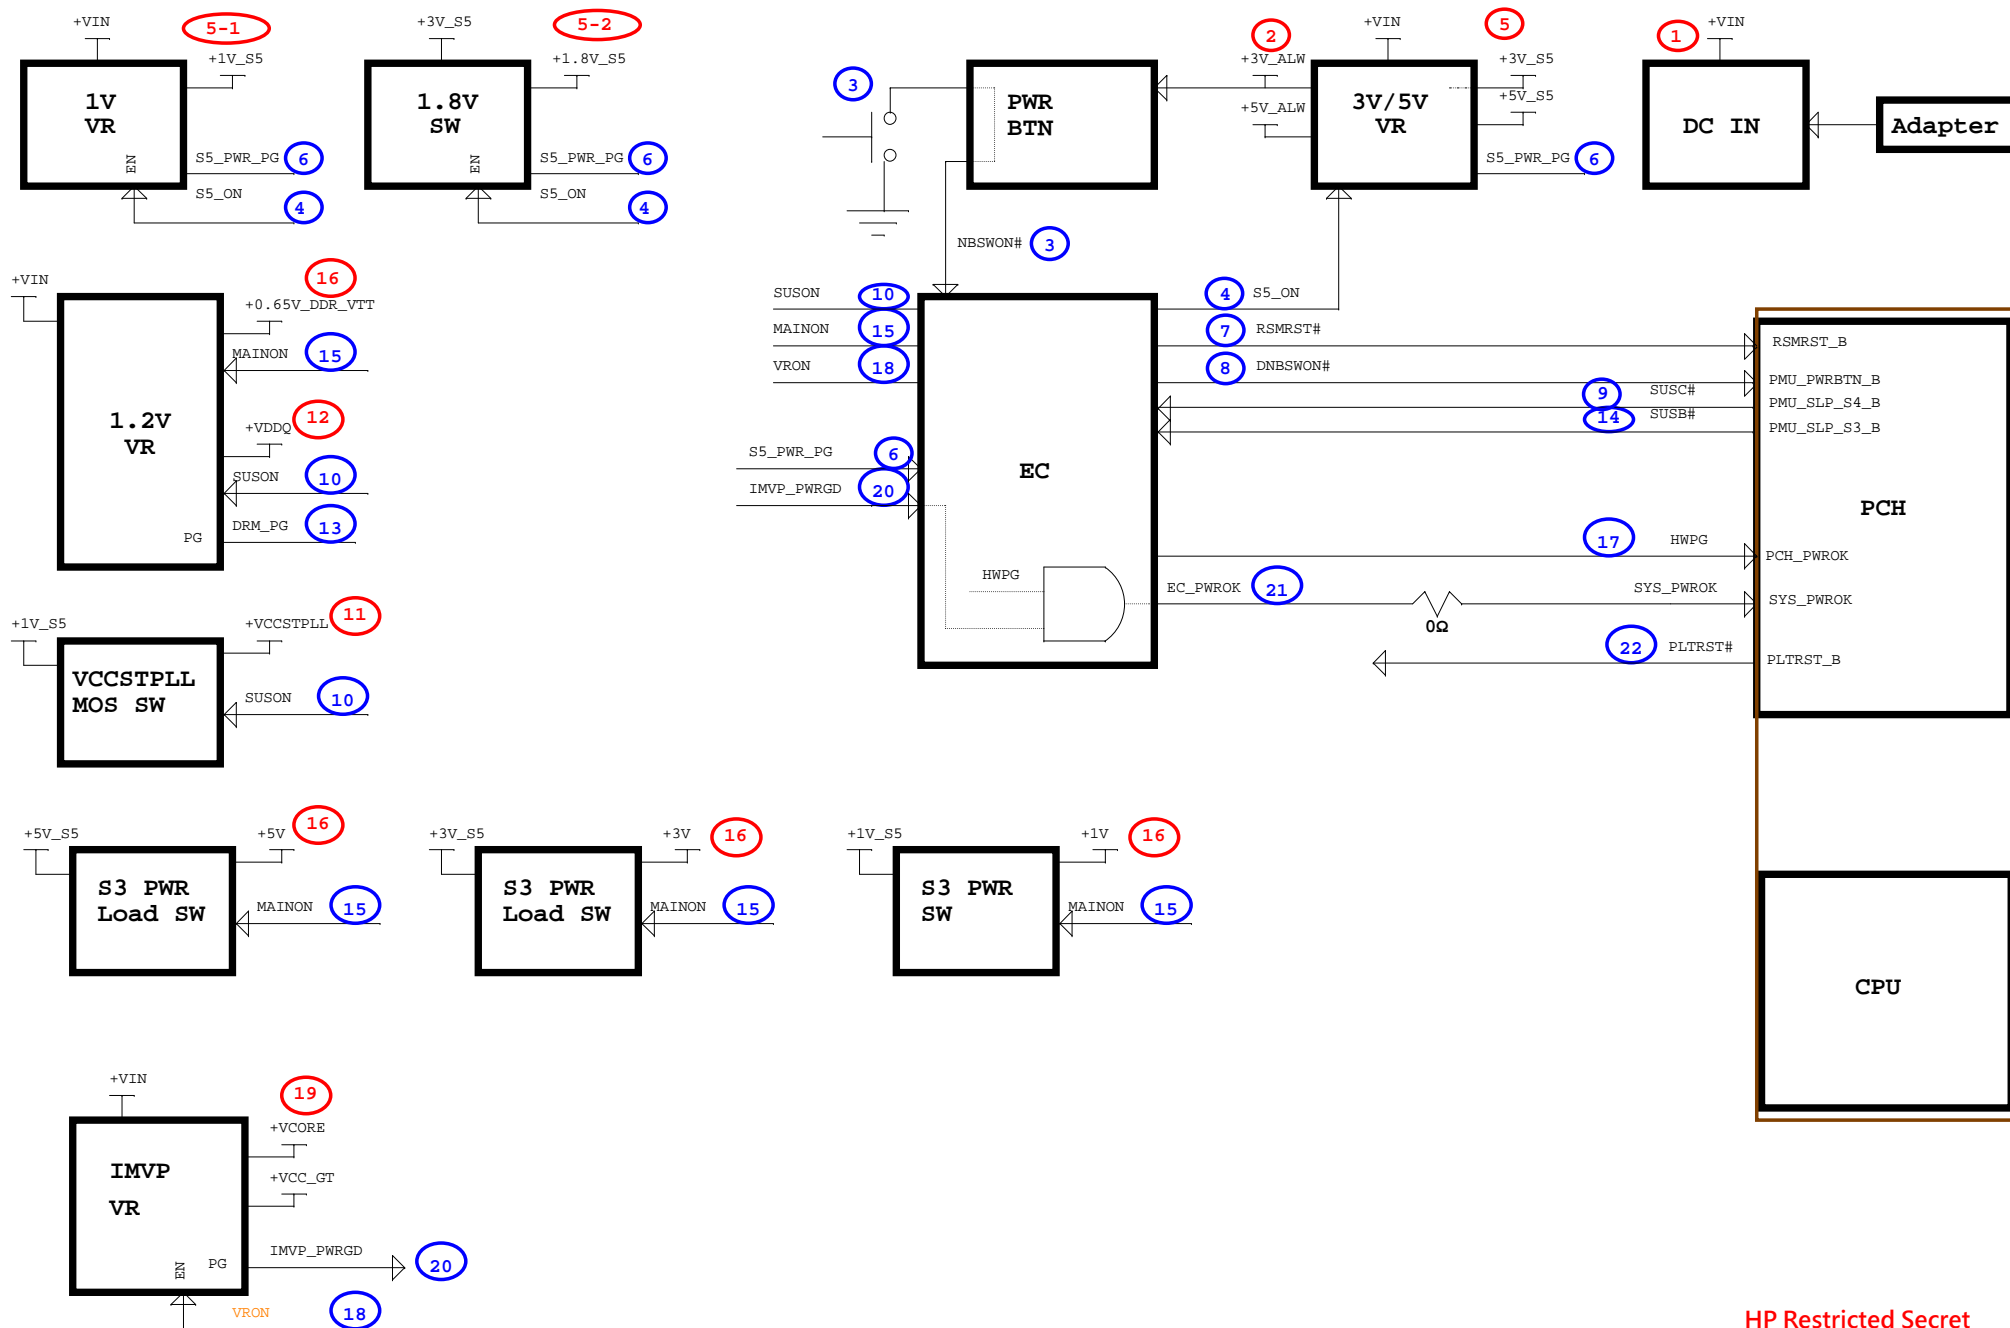 +VIN
5-1
+1V_S5
1V
VR
EN
S5_PWR_PG
6
S5_ON
4
+3V_S5
5-2
+1.8V_S5
1.8V
SW
EN
S5_PWR_PG
6
S5_ON
4
3
PWR
BTN
NBSWON#
3
2
+3V_ALW
+5V_ALW
+VIN
5
+3V_S5
+5V_S5
3V/5V
VR
S5_PWR_PG
6
1
+VIN
DC IN
Adapter
+VIN
16
+0.65V_DDR_VTT
MAINON
15
1.2V
VR
12
+VDDQ
SUSON
10
DRM_PG
13
PG
SUSON
10
MAINON
15
VRON
18
S5_PWR_PG
6
IMVP_PWRGD
20
EC
HWPG
4
S5_ON
7
RSMRST#
8
DNBSWON#
9
SUSC#
14
SUSB#
17
HWPG
EC_PWROK
21
0Ω
SYS_PWROK
22
PLTRST#
RSMRST_B
PMU_PWRBTN_B
PMU_SLP_S4_B
PMU_SLP_S3_B
PCH
PCH_PWROK
SYS_PWROK
PLTRST_B
+1V_S5
+VCCSTPLL
11
VCCSTPLL
MOS SW
SUSON
10
+5V_S5
+5V
16
S3 PWR
Load SW
MAINON
15
+3V_S5
+3V
16
S3 PWR
Load SW
MAINON
15
+1V_S5
+1V
16
S3 PWR
SW
MAINON
15
CPU
+VIN
19
+VCORE
IMVP
VR
+VCC_GT
IMVP_PWRGD
20
PG
EN
VRON
18
HP Restricted Secret